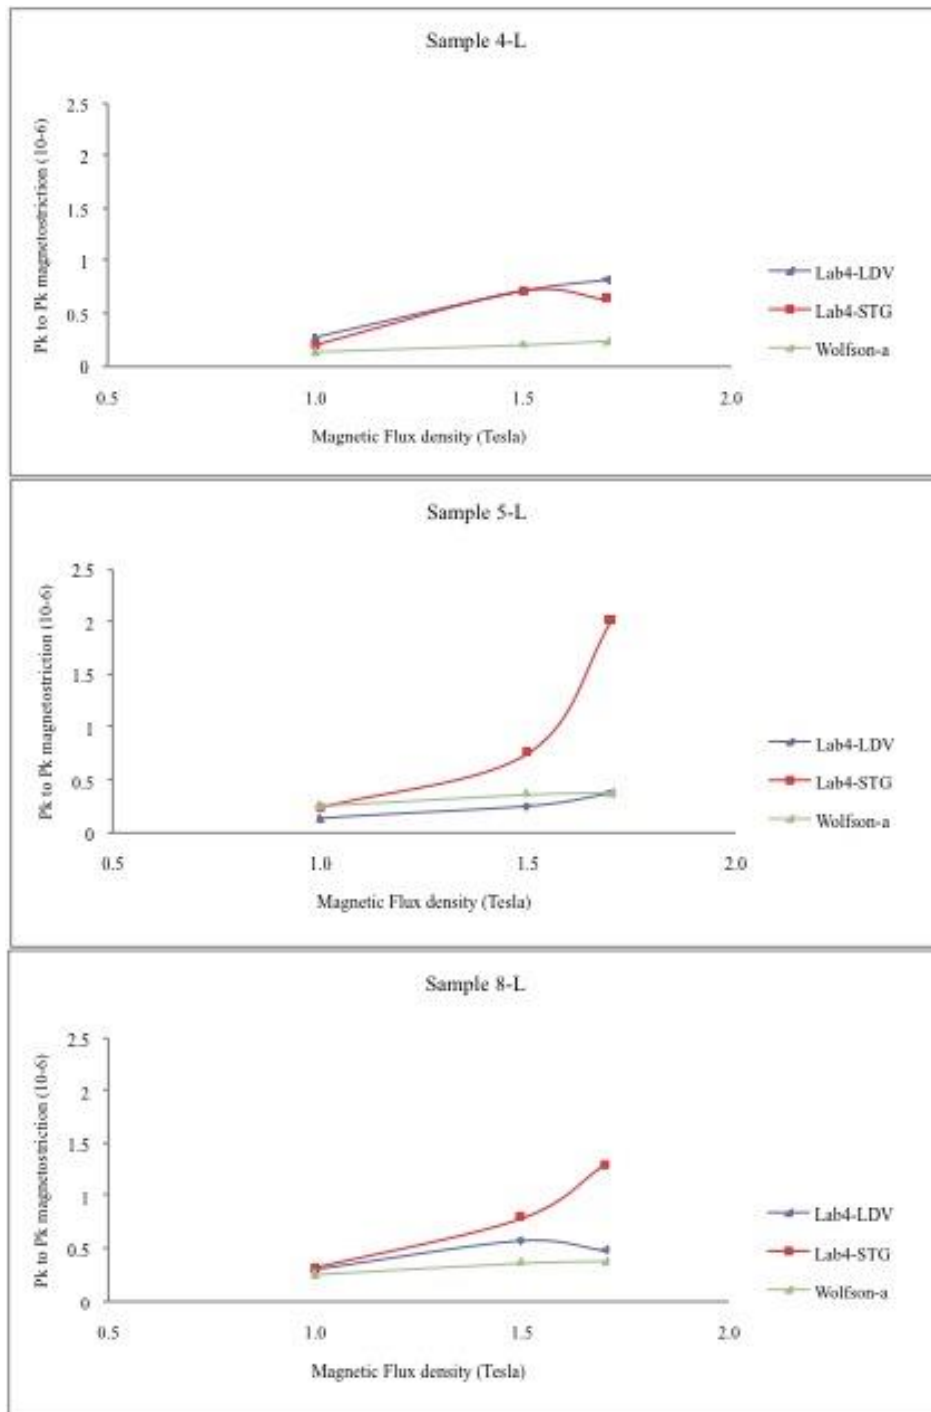 Sample 4-L
Pk to Pk magnetostriction (10-6)
2.5
2
1.5
1
0.5
0
0.5 1.0 1.5 2.0
Magnetic Flux density (Tesla)
Lab4-LDV
Lab4-STG
Wolfson-a
Sample 5-L
Pk to Pk magnetostriction (10-6)
2.5
2
1.5
1
0.5
0
0.5 1.0 1.5 2.0
Magnetic Flux density (Tesla)
Lab4-LDV
Lab4-STG
Wolfson-a
Sample 8-L
Pk to Pk magnetostriction (10-6)
2.5
2
1.5
1
0.5
0
0.5 1.0 1.5 2.0
Magnetic Flux density (Tesla)
Lab4-LDV
Lab4-STG
Wolfson-a